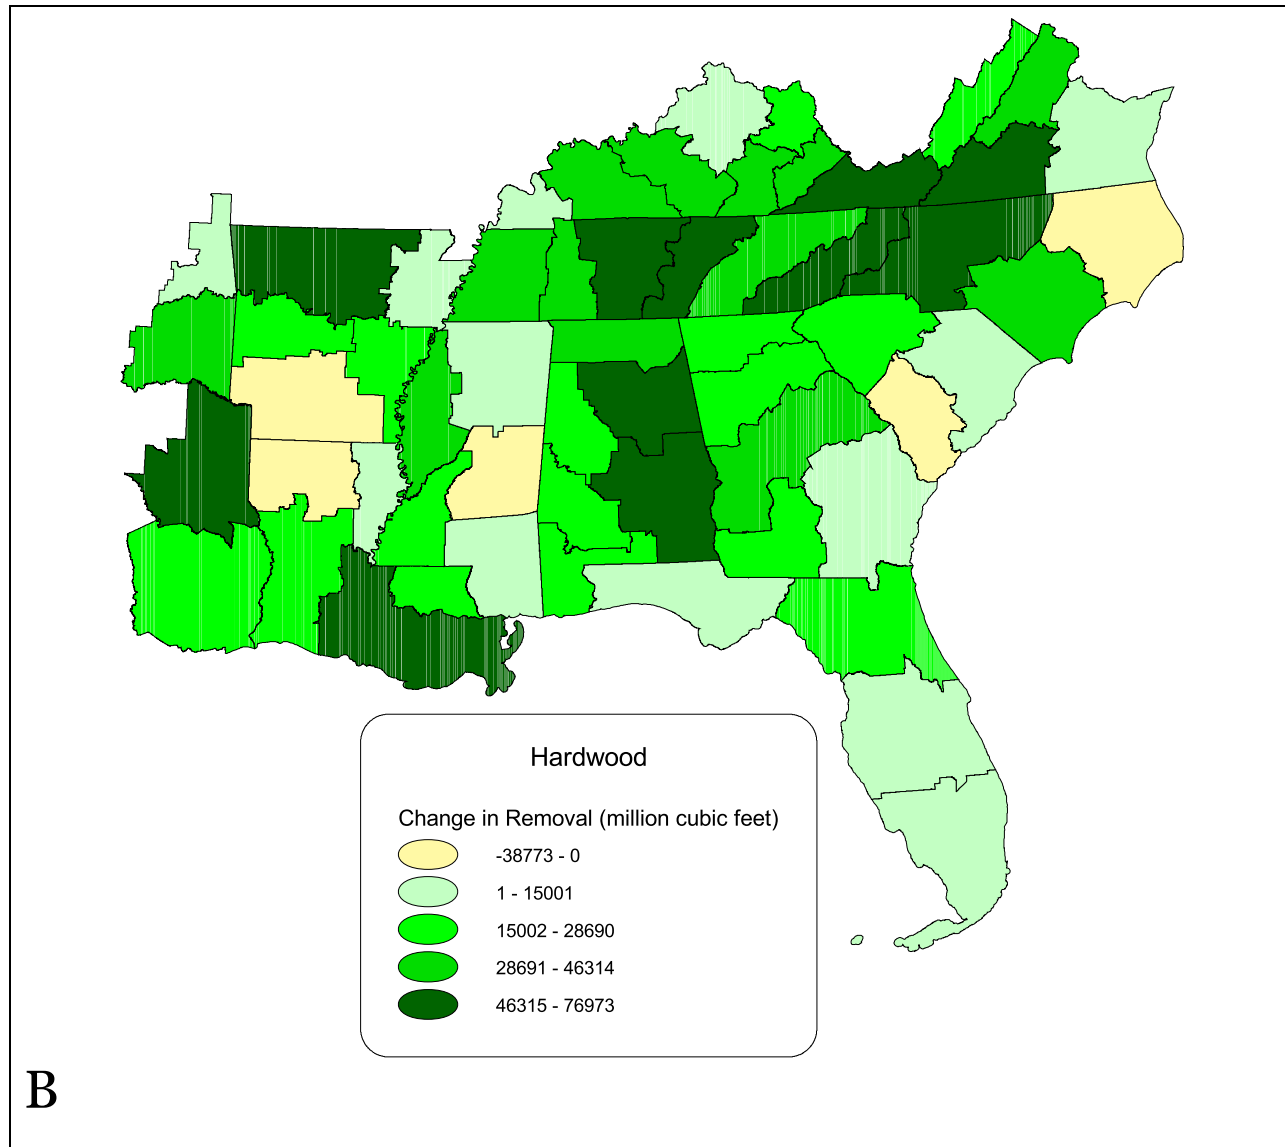 Hardwood
Change in Removal (million cubic feet)
-38773 - 0
1 - 15001
15002 - 28690
28691 - 46314
46315 - 76973
B